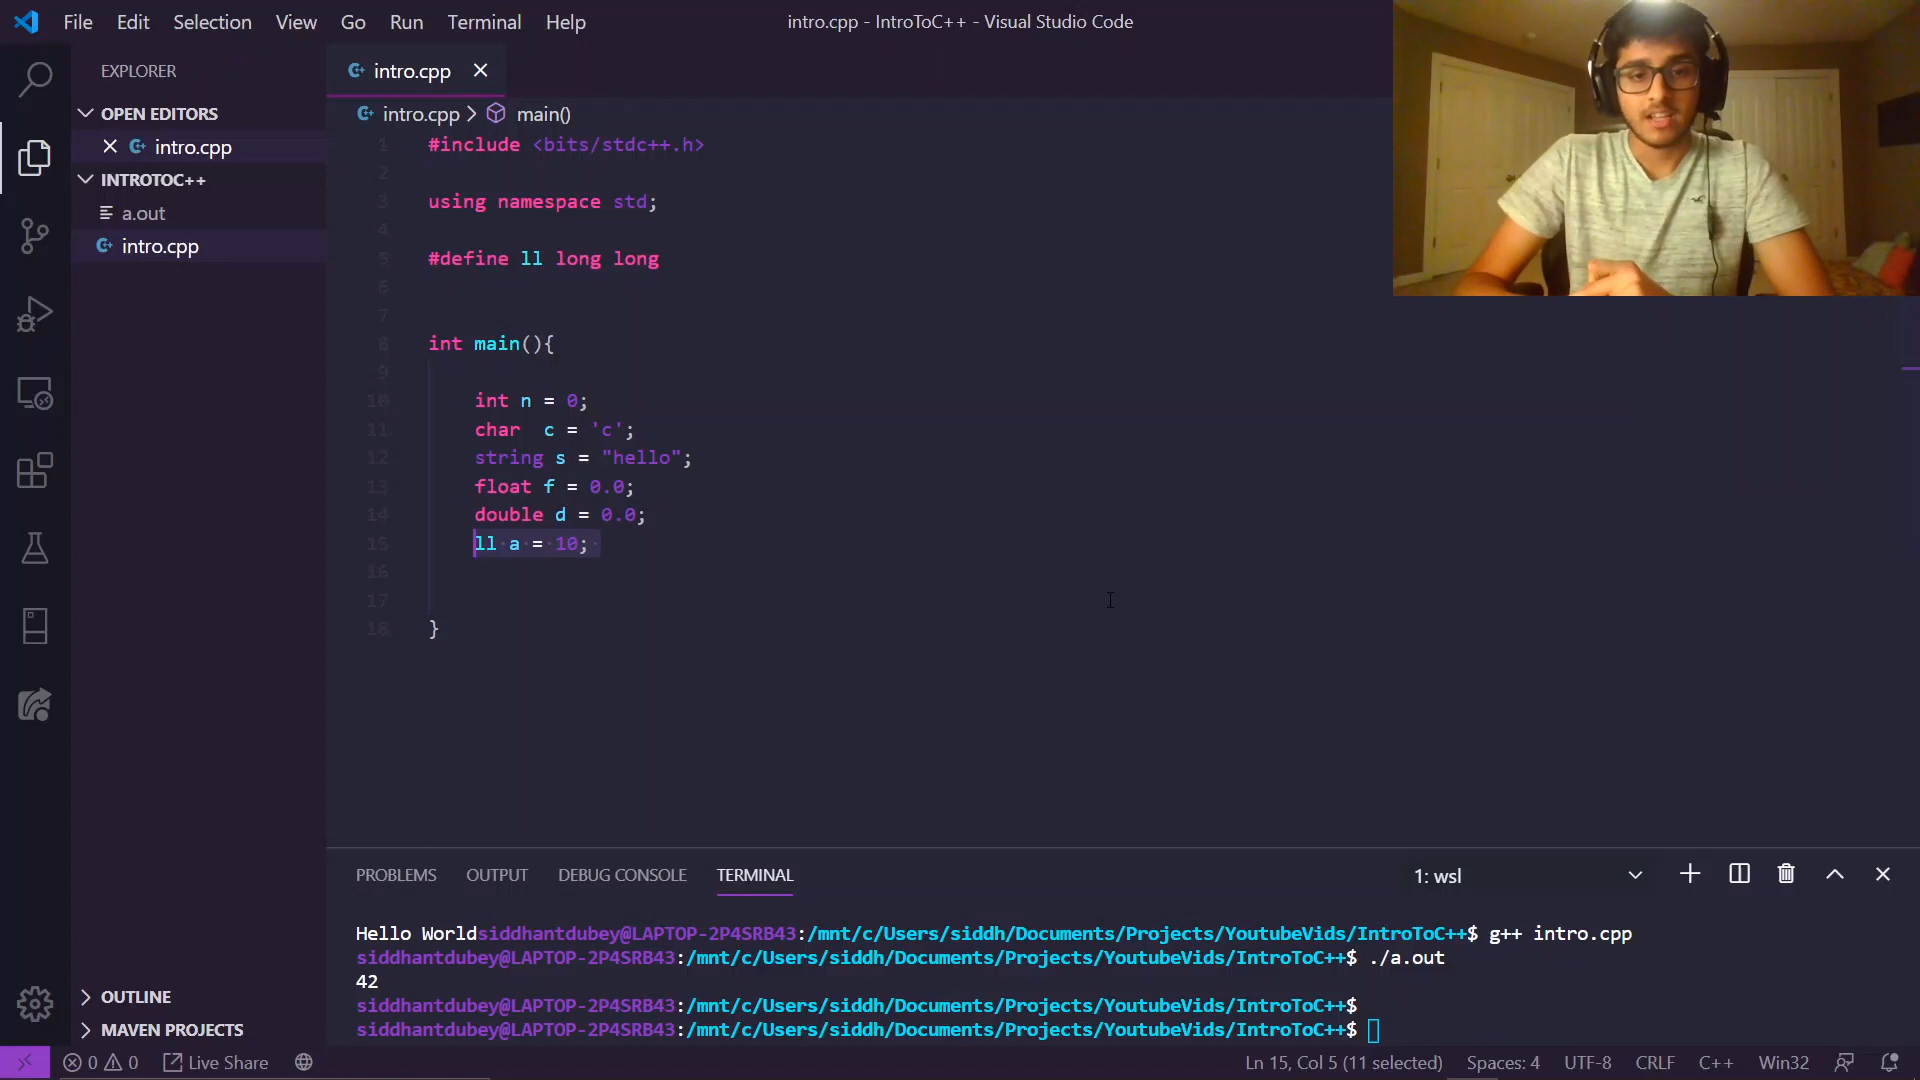 File Edit Selection View Go Run Terminal Help
intro.cpp - IntroToC++ - Visual Studio Code
EXPLORER
OPEN EDITORS
intro.cpp
INTROTOC++
a.out
intro.cpp
OUTLINE
MAVEN PROJECTS
intro.cpp
intro.cpp > main()
1 #include <bits/stdc++.h>
2
3 using namespace std;
4
5 #define ll long long
6
7
8 int main(){
9
10 int n = 0;
11 char  c = 'c';
12 string s = "hello";
13 float f = 0.0;
14 double d = 0.0;
15 ll a = 10;
16
17
18 }
PROBLEMS OUTPUT DEBUG CONSOLE TERMINAL
1: wsl
Hello Worldsiddhantdubey@LAPTOP-2P4SRB43:/mnt/c/Users/siddh/Documents/Projects/YoutubeVids/IntroToC++$ g++ intro.cpp
siddhantdubey@LAPTOP-2P4SRB43:/mnt/c/Users/siddh/Documents/Projects/YoutubeVids/IntroToC++$ ./a.out
42
siddhantdubey@LAPTOP-2P4SRB43:/mnt/c/Users/siddh/Documents/Projects/YoutubeVids/IntroToC++$
siddhantdubey@LAPTOP-2P4SRB43:/mnt/c/Users/siddh/Documents/Projects/YoutubeVids/IntroToC++$
0 0 Live Share
Ln 15, Col 5 (11 selected) Spaces: 4 UTF-8 CRLF C++ Win32